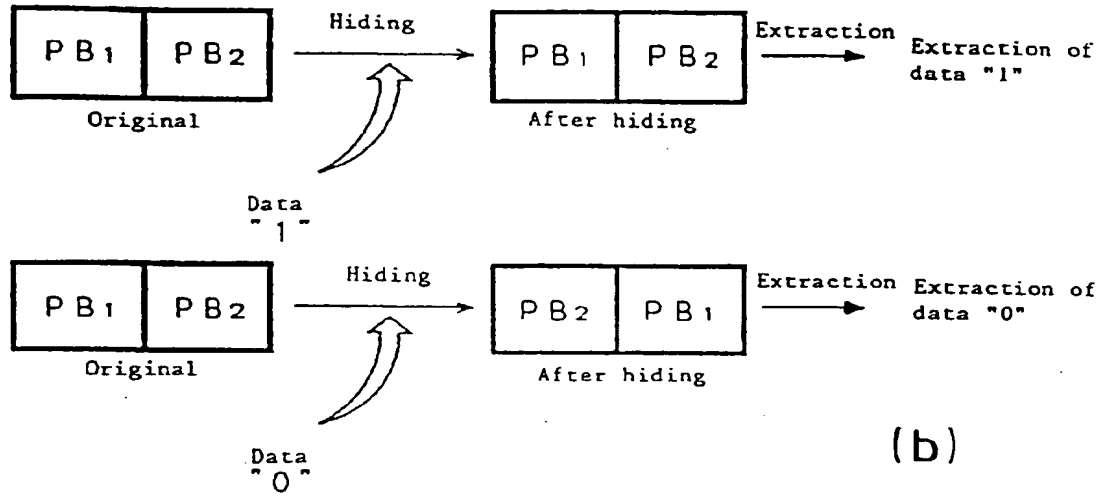 Hiding
Extraction
PB1 PB2
PB1 PB2
Extraction of
data "1"
Original
After hiding
Data
"1"
Hiding
Extraction
PB1 PB2
PB2 PB1
Extraction of
data "0"
Original
After hiding
Data
"0"
(b)